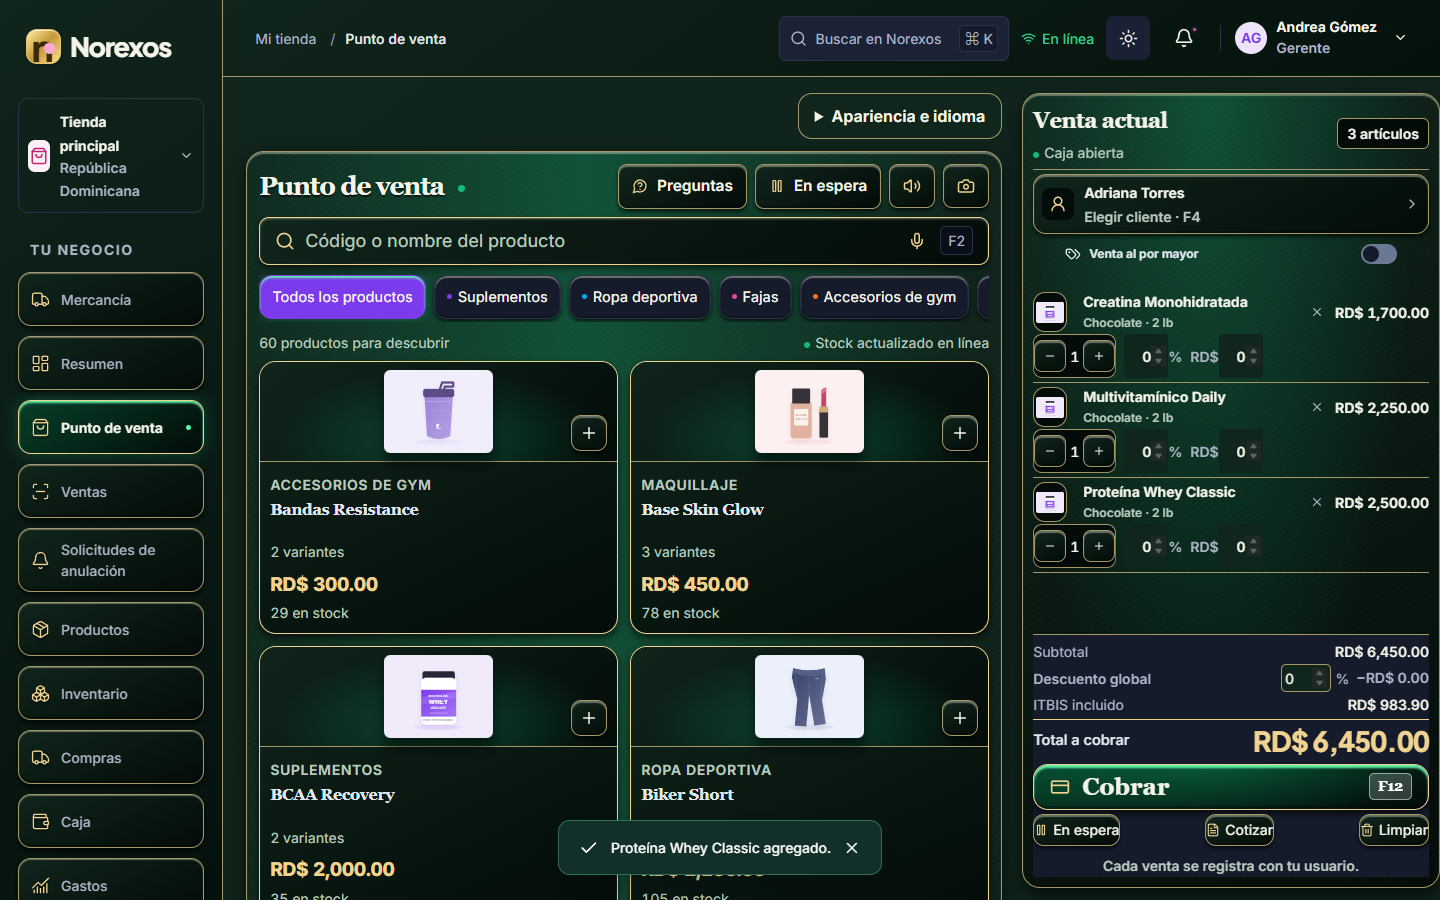 Norexos
Mi tienda / Punto de venta
Buscar en Norexos ⌘ K
En línea
AG
Andrea Gómez
Gerente
Tienda
principal
República
Dominicana
TU NEGOCIO
Mercancía
Resumen
Punto de venta
Ventas
Solicitudes de
anulación
Productos
Inventario
Compras
Caja
Gastos
Apariencia e idioma
Punto de venta
Preguntas
En espera
Código o nombre del producto
F2
Todos los productos
Suplementos
Ropa deportiva
Fajas
Accesorios de gym
60 productos para descubrir
Stock actualizado en línea
ACCESORIOS DE GYM
Bandas Resistance
2 variantes
RD$ 300.00
29 en stock
MAQUILLAJE
Base Skin Glow
3 variantes
RD$ 450.00
78 en stock
WHEY
SUPLEMENTOS
BCAA Recovery
2 variantes
RD$ 2,000.00
35 en stock
ROPA DEPORTIVA
Biker Short
105 en stock
Proteína Whey Classic agregado.
Venta actual
Caja abierta
3 artículos
Adriana Torres
Elegir cliente · F4
Venta al por mayor
Creatina Monohidratada
Chocolate · 2 lb
× RD$ 1,700.00
− 1 + 0 % RD$ 0
Multivitamínico Daily
Chocolate · 2 lb
× RD$ 2,250.00
− 1 + 0 % RD$ 0
Proteína Whey Classic
Chocolate · 2 lb
× RD$ 2,500.00
− 1 + 0 % RD$ 0
Subtotal RD$ 6,450.00
Descuento global 0 % −RD$ 0.00
ITBIS incluido RD$ 983.90
Total a cobrar RD$ 6,450.00
Cobrar F12
En espera
Cotizar
Limpiar
Cada venta se registra con tu usuario.